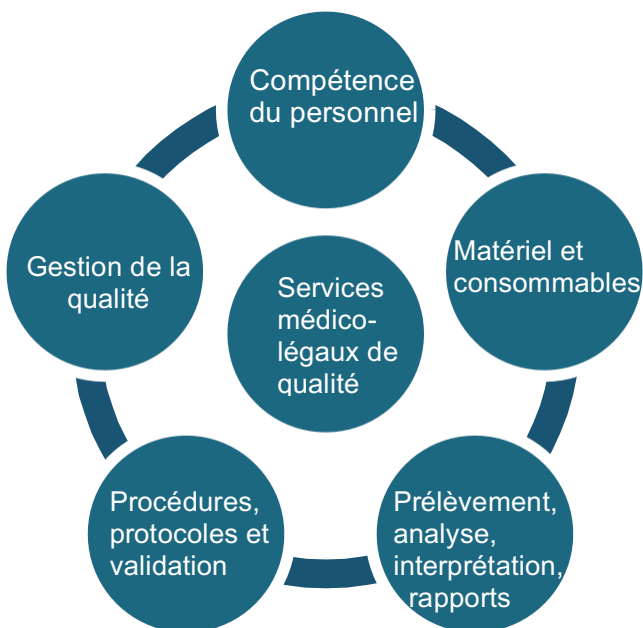 Compétence
du personnel
Matériel et
consommables
Prélèvement,
analyse,
interprétation,
rapports
Procédures,
protocoles et
validation
Gestion de la
qualité
Services
médico-
légaux de
qualité